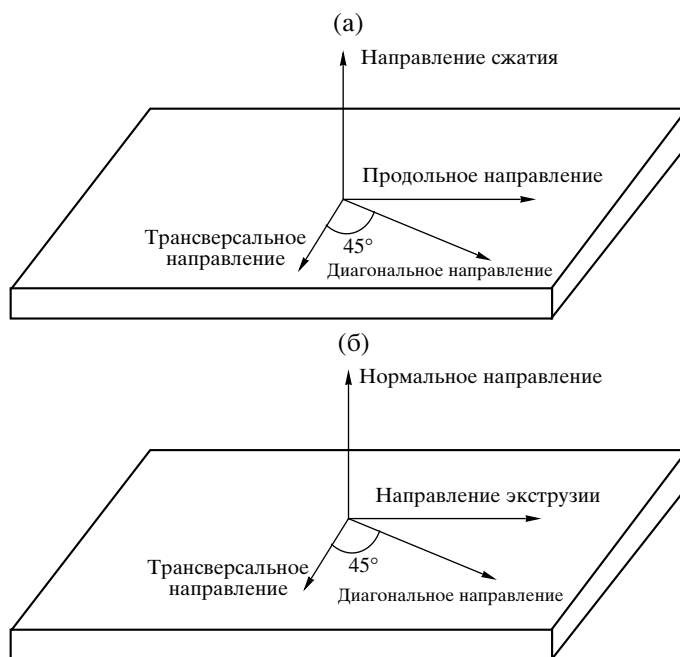 (а)
Направление сжатия
Продольное направление
Трансверсальное
направление
45°
Диагональное направление
(б)
Нормальное направление
Направление экструзии
Трансверсальное
направление
45°
Диагональное направление